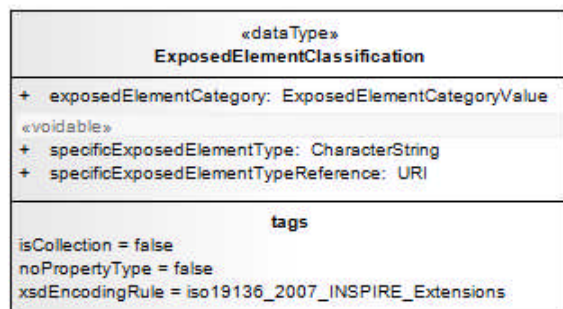 «dataType»
ExposedElementClassification
+ exposedElementCategory: ExposedElementCategoryValue
«voidable»
+ specificExposedElementType: CharacterString
+ specificExposedElementTypeReference: URI
tags
isCollection = false
noPropertyType = false
xsdEncodingRule = iso19136_2007_INSPIRE_Extensions